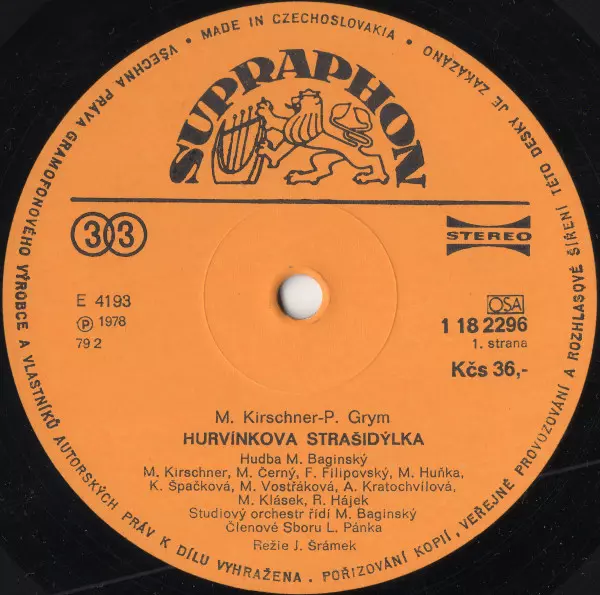 MADE IN CZECHOSLOVAKIA • VŠECHNA PRÁVA GRAMOFONOVÉHO VÝROBCE A VLASTNÍKŮ AUTORSKÝCH PRÁV K DÍLU VYHRAŽENA. POŘIZOVÁNÍ KOPIÍ, VEŘEJNÉ PROVOZOVÁNÍ A ROZHLASOVÉ ŠÍŘENÍ TÉTO DESKY JE ZAKÁZÁNO •
SUPRAPHON
33
STEREO
E 4193
Ⓟ 1978
79 2
OSA
1 18 2296
1. strana
Kčs 36,-
M. Kirschner-P. Grym
HURVÍNKOVA STRAŠIDÝLKA
Hudba M. Baginský
M. Kirschner, M. Černý, F. Filipovský, M. Huňka,
K. Špačková, M. Vostřáková, A. Kratochvílová,
M. Klásek, R. Hájek
Studiový orchestr řídí M. Baginský
Členové Sboru L. Pánka
Režie J. Šrámek